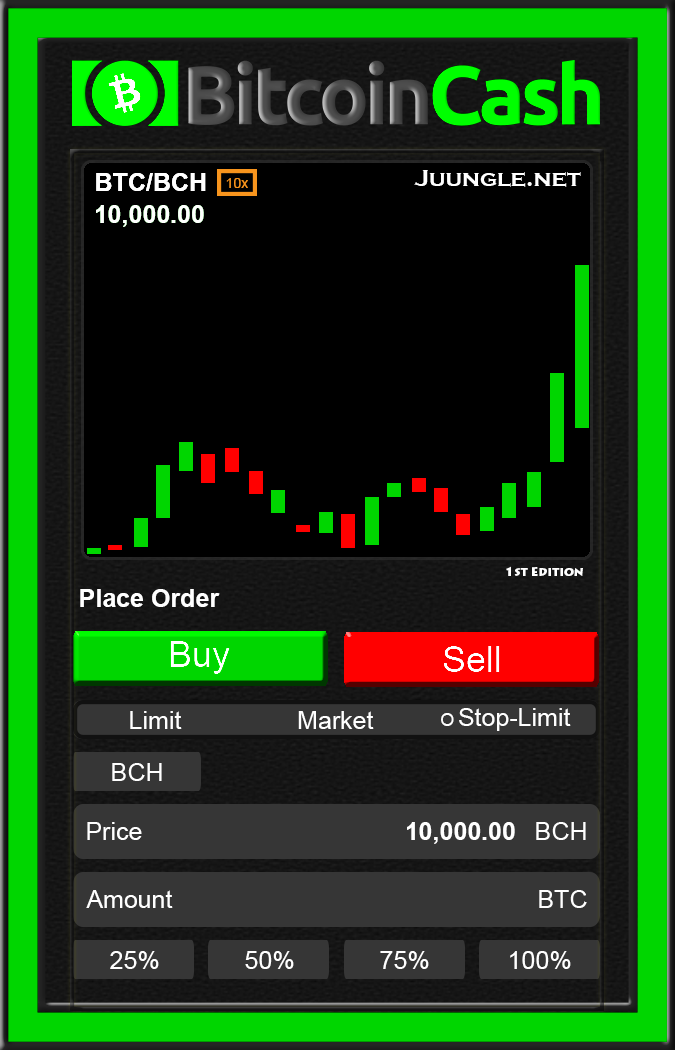 BitcoinCash
BTC/BCH 10x Juungle.net
10,000.00
1st Edition
Place Order
Buy Sell
Limit Market Stop-Limit
BCH
Price 10,000.00 BCH
Amount BTC
25% 50% 75% 100%